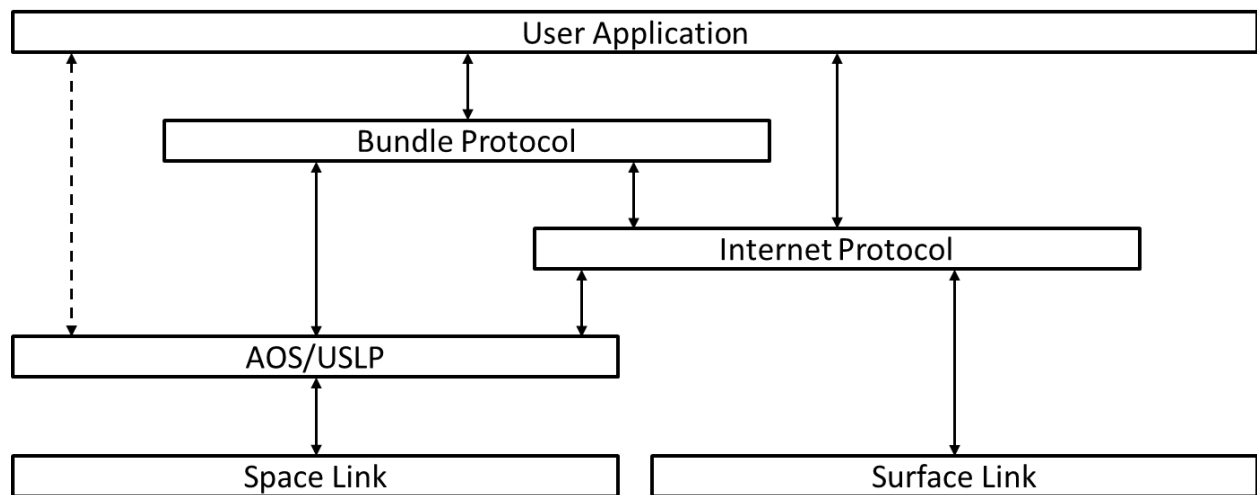 User Application
Bundle Protocol
Internet Protocol
AOS/USLP
Space Link
Surface Link